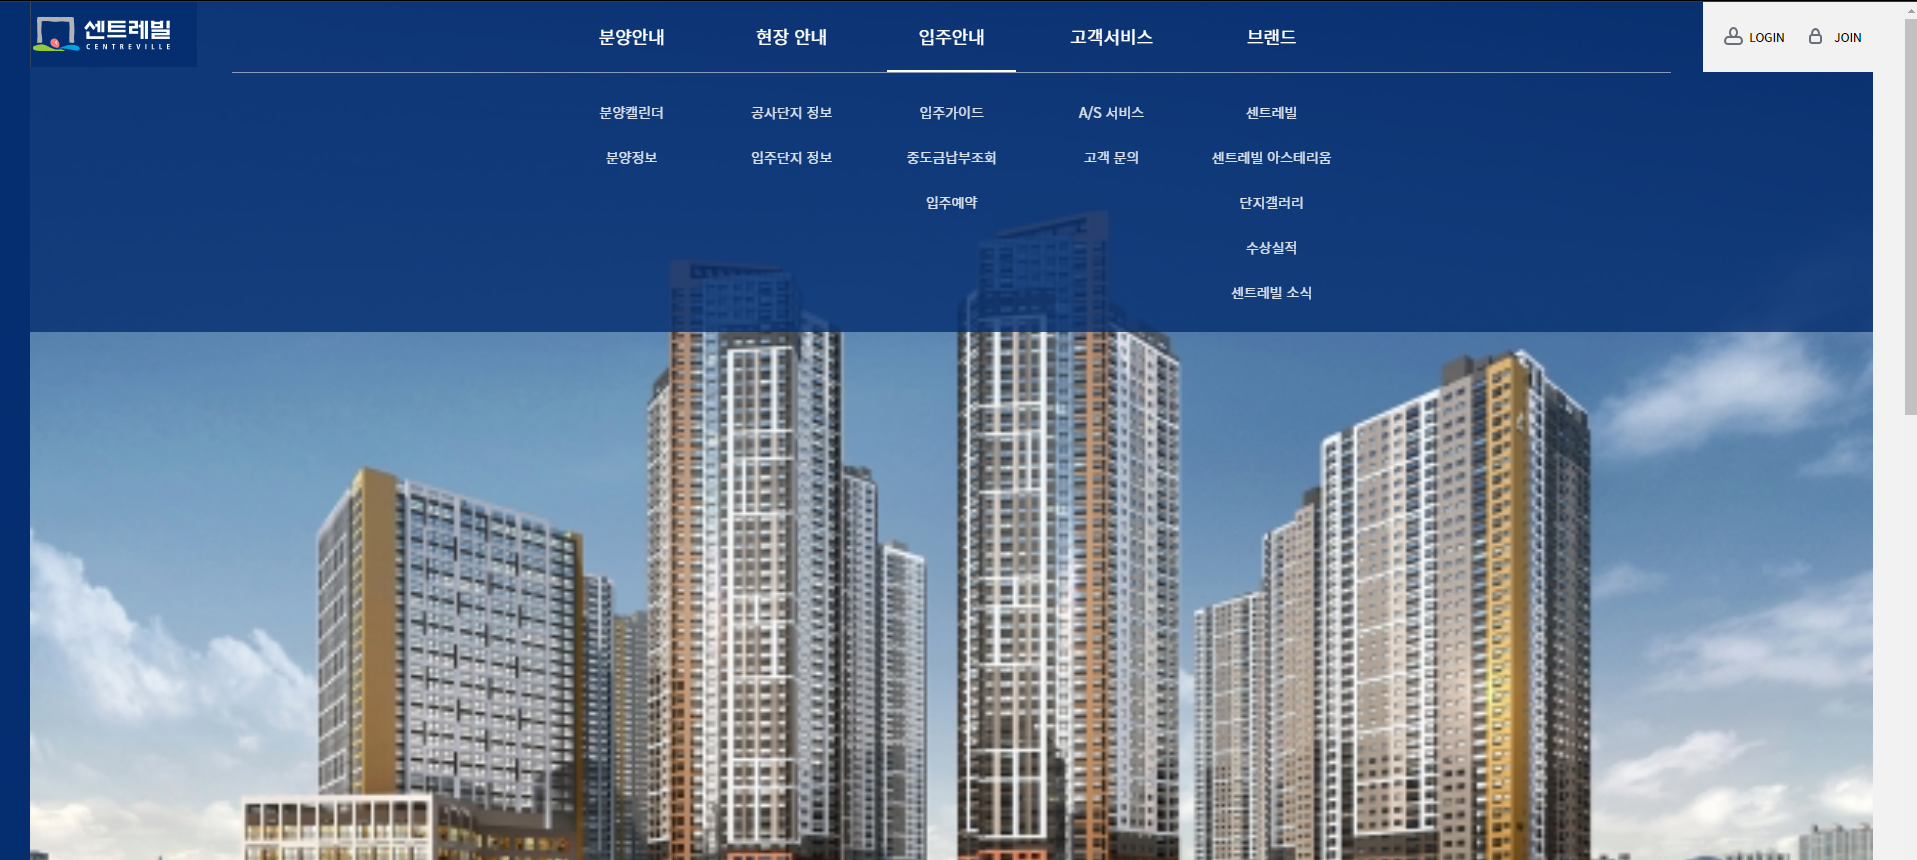 센트레빌
CENTREVILLE
분양안내
현장 안내
입주안내
고객서비스
브랜드
LOGIN
JOIN
분양캘린더
공사단지 정보
입주가이드
A/S 서비스
센트레빌
분양정보
입주단지 정보
중도금납부조회
고객 문의
센트레빌 아스테리움
입주예약
단지갤러리
수상실적
센트레빌 소식